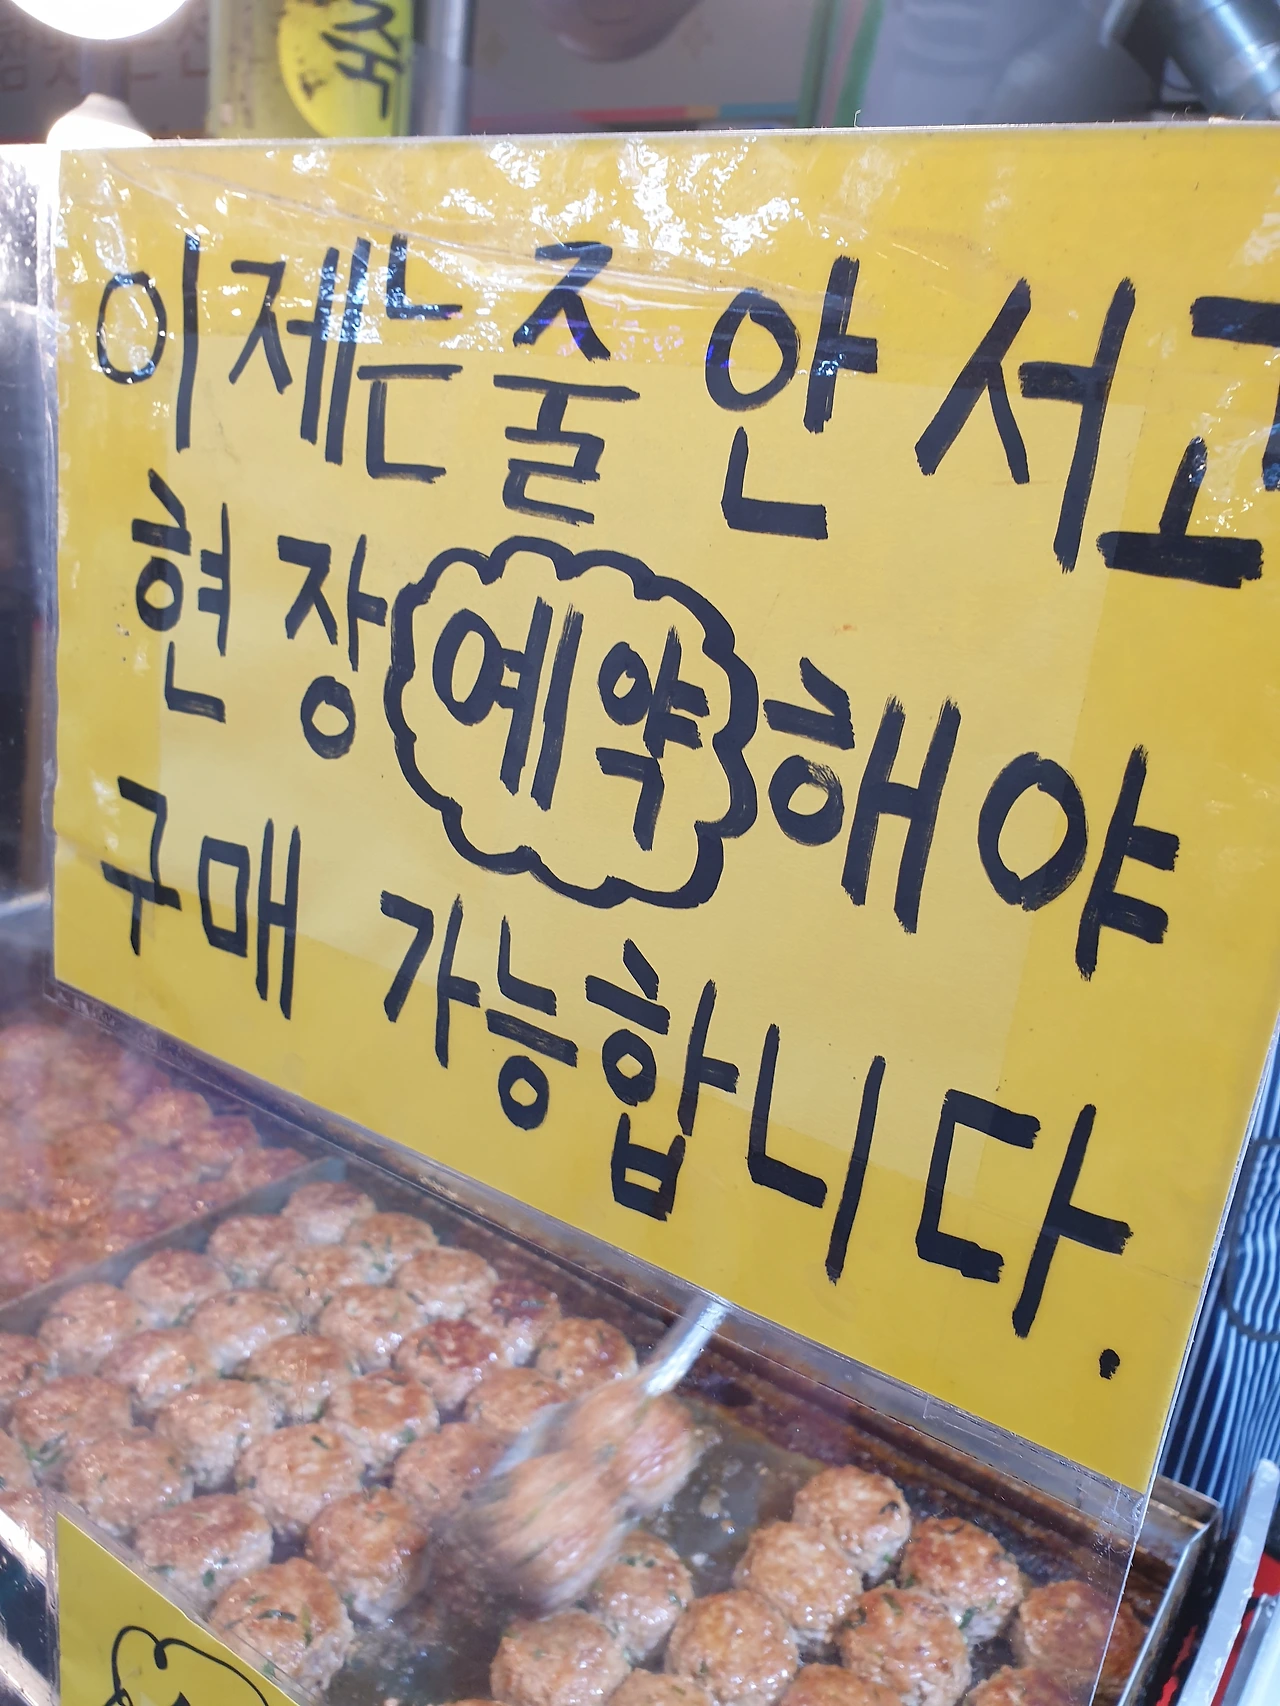 죽
이제는 줄 안 서고
현장 예약 해야
구매 가능합니다.